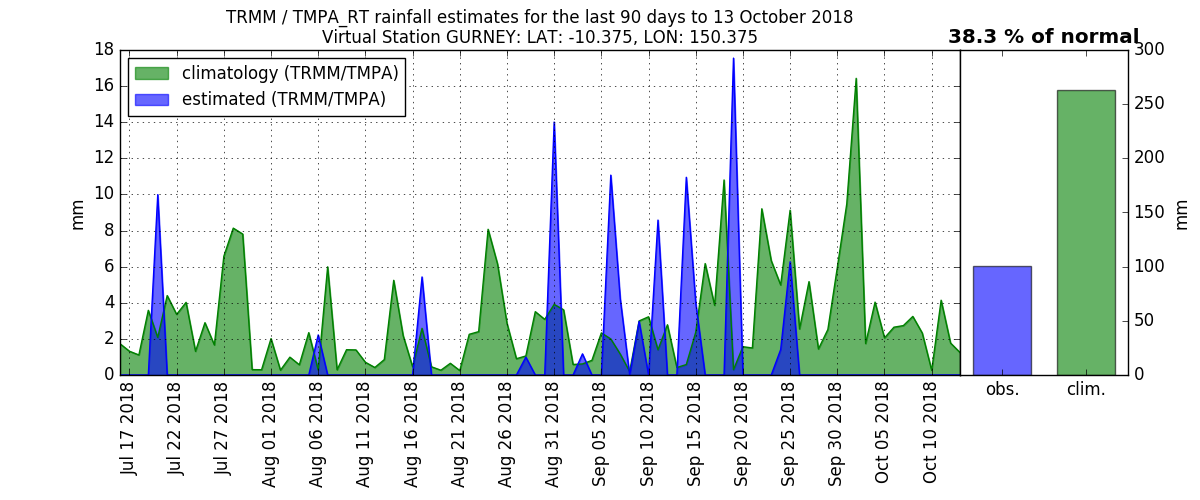 TRMM / TMPA_RT rainfall estimates for the last 90 days to 13 October 2018
Virtual Station GURNEY: LAT: -10.375, LON: 150.375
38.3 % of normal
climatology (TRMM/TMPA)
estimated (TRMM/TMPA)
18
16
14
12
10
8
6
4
2
0
mm
Jul 17 2018
Jul 22 2018
Jul 27 2018
Aug 01 2018
Aug 06 2018
Aug 11 2018
Aug 16 2018
Aug 21 2018
Aug 26 2018
Aug 31 2018
Sep 05 2018
Sep 10 2018
Sep 15 2018
Sep 20 2018
Sep 25 2018
Sep 30 2018
Oct 05 2018
Oct 10 2018
obs.
clim.
300
250
200
150
100
50
0
mm